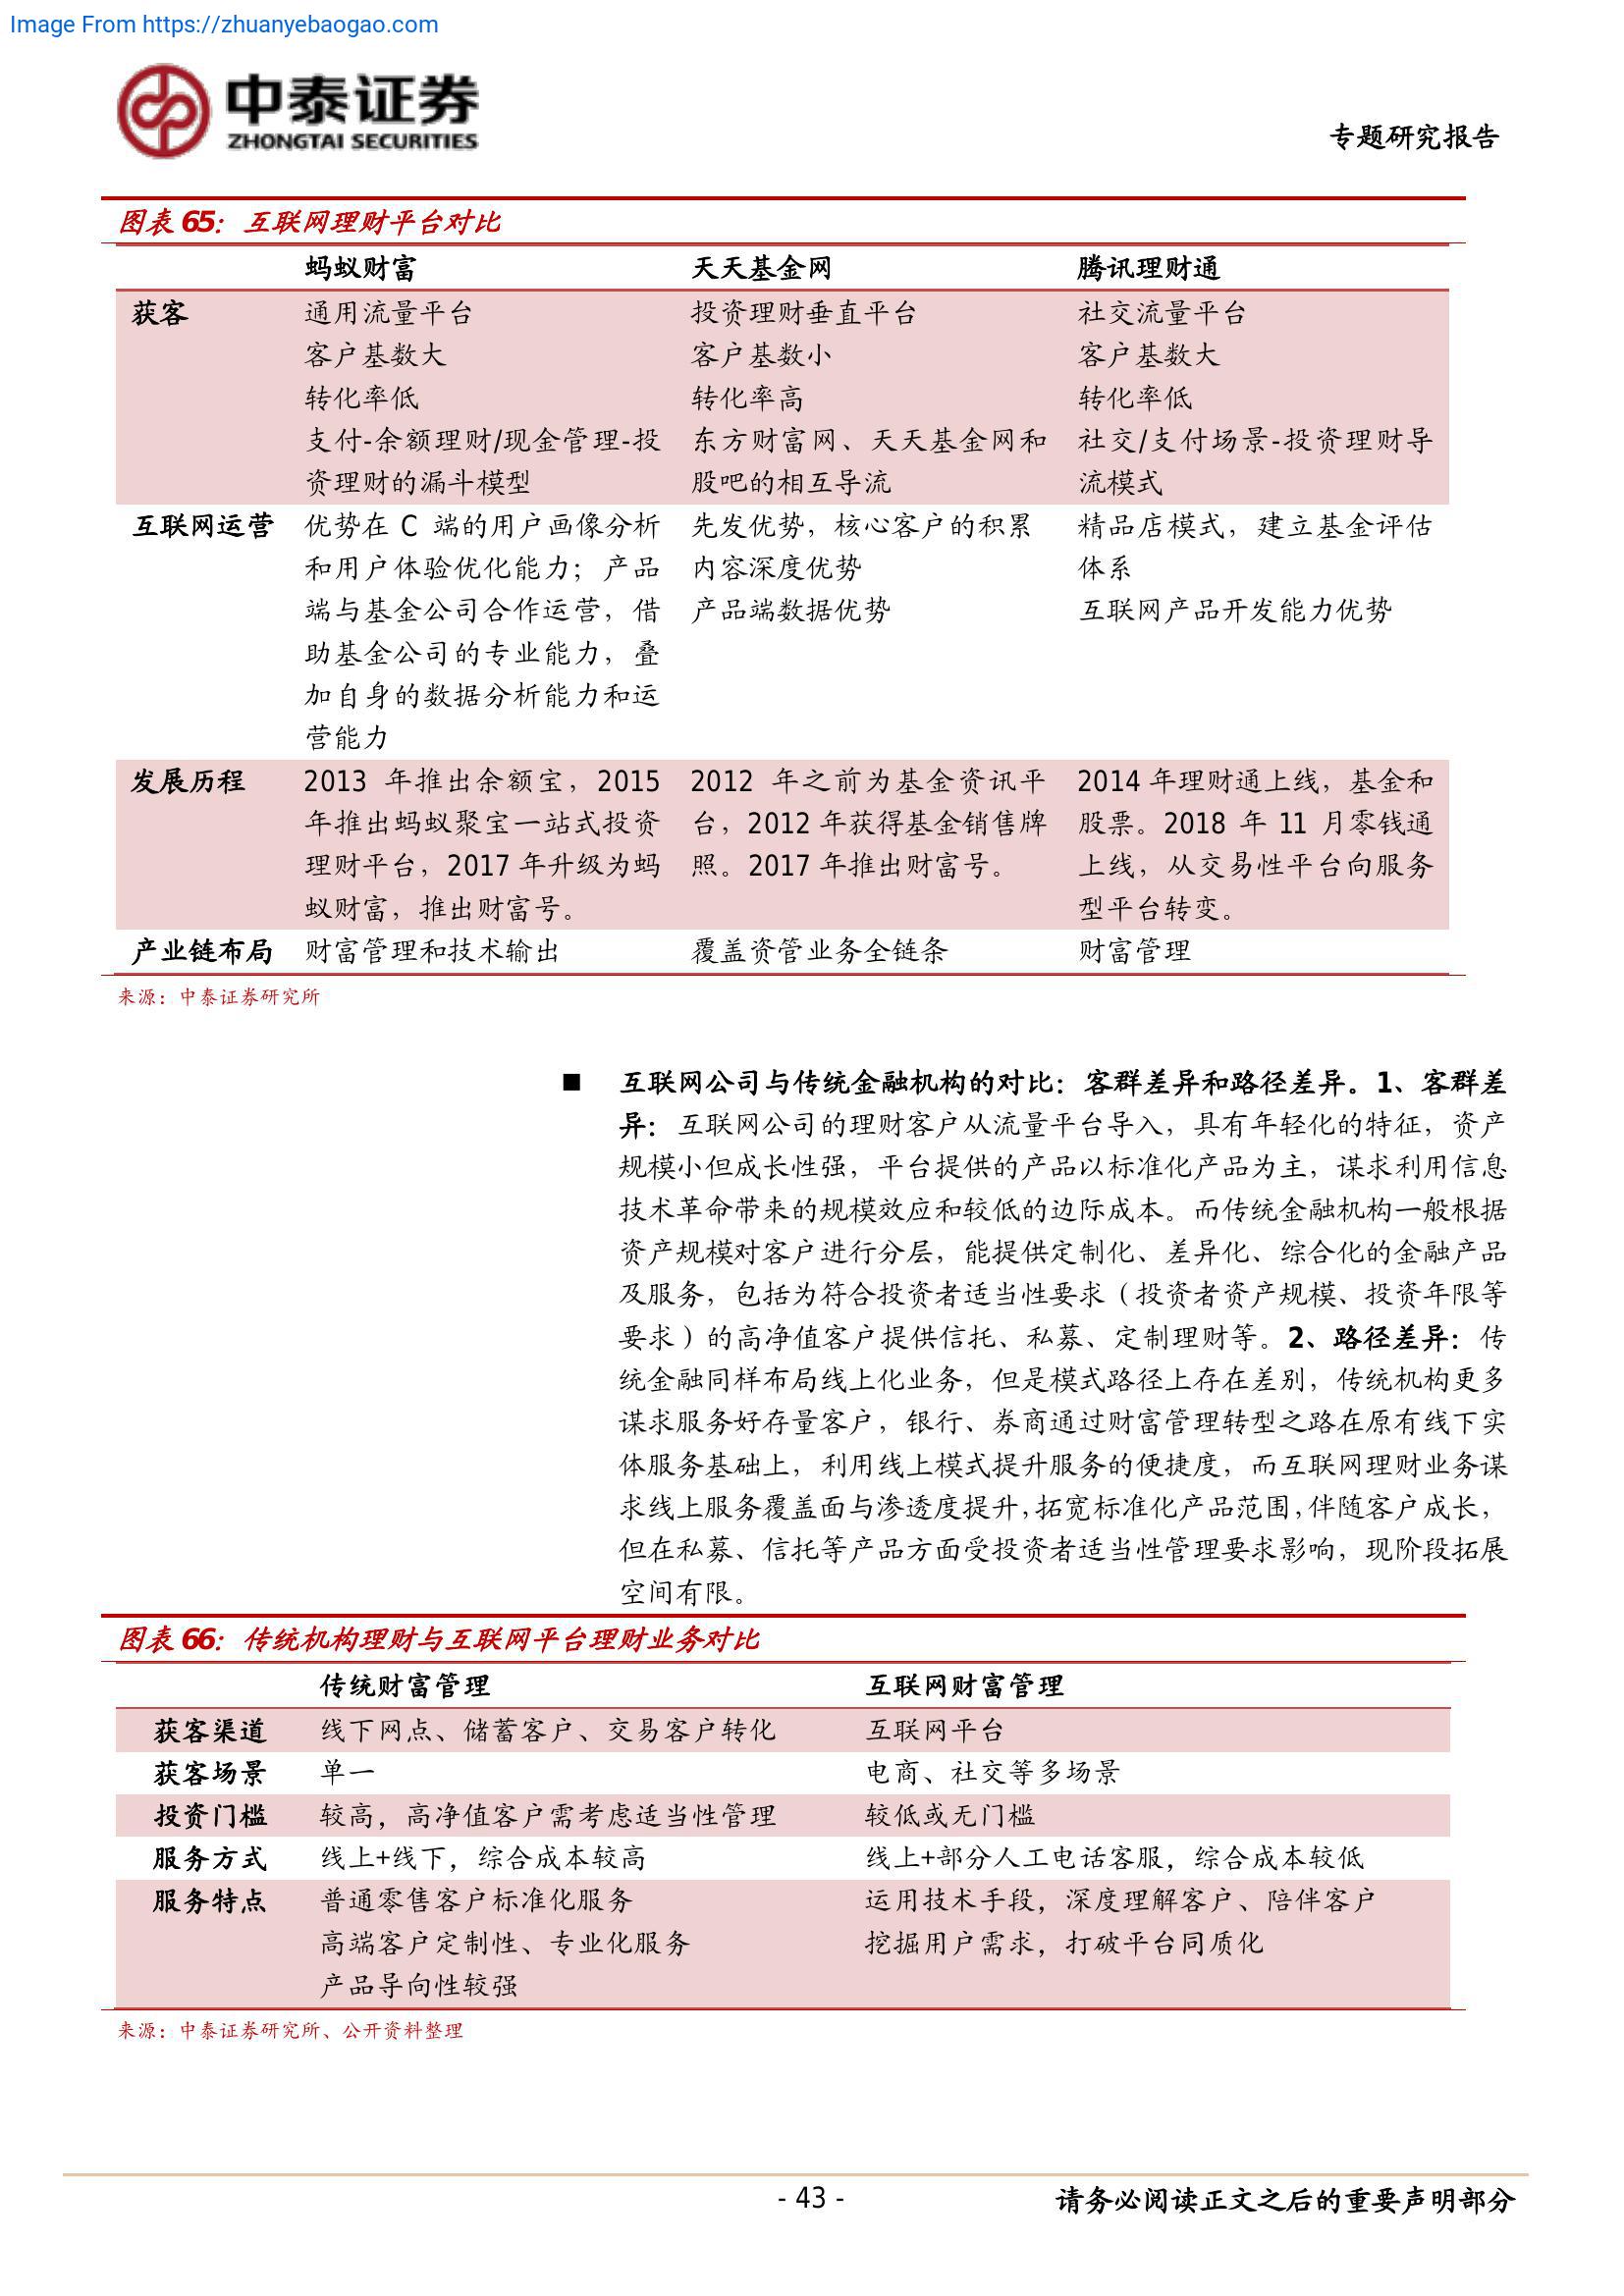 Image From https://zhuanyebaogao.com
中泰证券
ZHONGTAI SECURITIES
专题研究报告
图表 65：互联网理财平台对比
蚂蚁财富 天天基金网 腾讯理财通
获客 通用流量平台 投资理财垂直平台 社交流量平台
客户基数大 客户基数小 客户基数大
转化率低 转化率高 转化率低
支付-余额理财/现金管理-投 东方财富网、天天基金网和 社交/支付场景-投资理财导
资理财的漏斗模型 股吧的相互导流 流模式
互联网运营 优势在 C 端的用户画像分析 先发优势，核心客户的积累 精品店模式，建立基金评估
和用户体验优化能力；产品 内容深度优势 体系
端与基金公司合作运营，借 产品端数据优势 互联网产品开发能力优势
助基金公司的专业能力，叠
加自身的数据分析能力和运
营能力
发展历程 2013 年推出余额宝，2015 2012 年之前为基金资讯平 2014 年理财通上线，基金和
年推出蚂蚁聚宝一站式投资 台，2012 年获得基金销售牌 股票。2018 年 11 月零钱通
理财平台，2017 年升级为蚂 照。2017 年推出财富号。 上线，从交易性平台向服务
蚁财富，推出财富号。 型平台转变。
产业链布局 财富管理和技术输出 覆盖资管业务全链条 财富管理
来源：中泰证券研究所
■ 互联网公司与传统金融机构的对比：客群差异和路径差异。1、客群差
异：互联网公司的理财客户从流量平台导入，具有年轻化的特征，资产
规模小但成长性强，平台提供的产品以标准化产品为主，谋求利用信息
技术革命带来的规模效应和较低的边际成本。而传统金融机构一般根据
资产规模对客户进行分层，能提供定制化、差异化、综合化的金融产品
及服务，包括为符合投资者适当性要求（投资者资产规模、投资年限等
要求）的高净值客户提供信托、私募、定制理财等。2、路径差异：传
统金融同样布局线上化业务，但是模式路径上存在差别，传统机构更多
谋求服务好存量客户，银行、券商通过财富管理转型之路在原有线下实
体服务基础上，利用线上模式提升服务的便捷度，而互联网理财业务谋
求线上服务覆盖面与渗透度提升，拓宽标准化产品范围，伴随客户成长，
但在私募、信托等产品方面受投资者适当性管理要求影响，现阶段拓展
空间有限。
图表 66：传统机构理财与互联网平台理财业务对比
传统财富管理 互联网财富管理
获客渠道 线下网点、储蓄客户、交易客户转化 互联网平台
获客场景 单一 电商、社交等多场景
投资门槛 较高，高净值客户需考虑适当性管理 较低或无门槛
服务方式 线上+线下，综合成本较高 线上+部分人工电话客服，综合成本较低
服务特点 普通零售客户标准化服务 运用技术手段，深度理解客户、陪伴客户
高端客户定制性、专业化服务 挖掘用户需求，打破平台同质化
产品导向性较强
来源：中泰证券研究所、公开资料整理
- 43 -
请务必阅读正文之后的重要声明部分